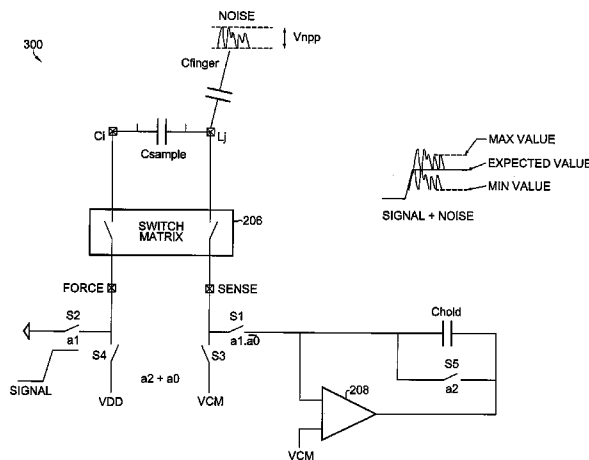 NOISE
Vnpp
300
Cfinger
Ci
Lj
Csample
MAX VALUE
EXPECTED VALUE
MIN VALUE
SIGNAL + NOISE
SWITCH
MATRIX
206
FORCE
SENSE
S2
a1
S1
a1.a0
Chold
S4
S3
S5
a2
SIGNAL
a2 + a0
VDD
VCM
208
VCM